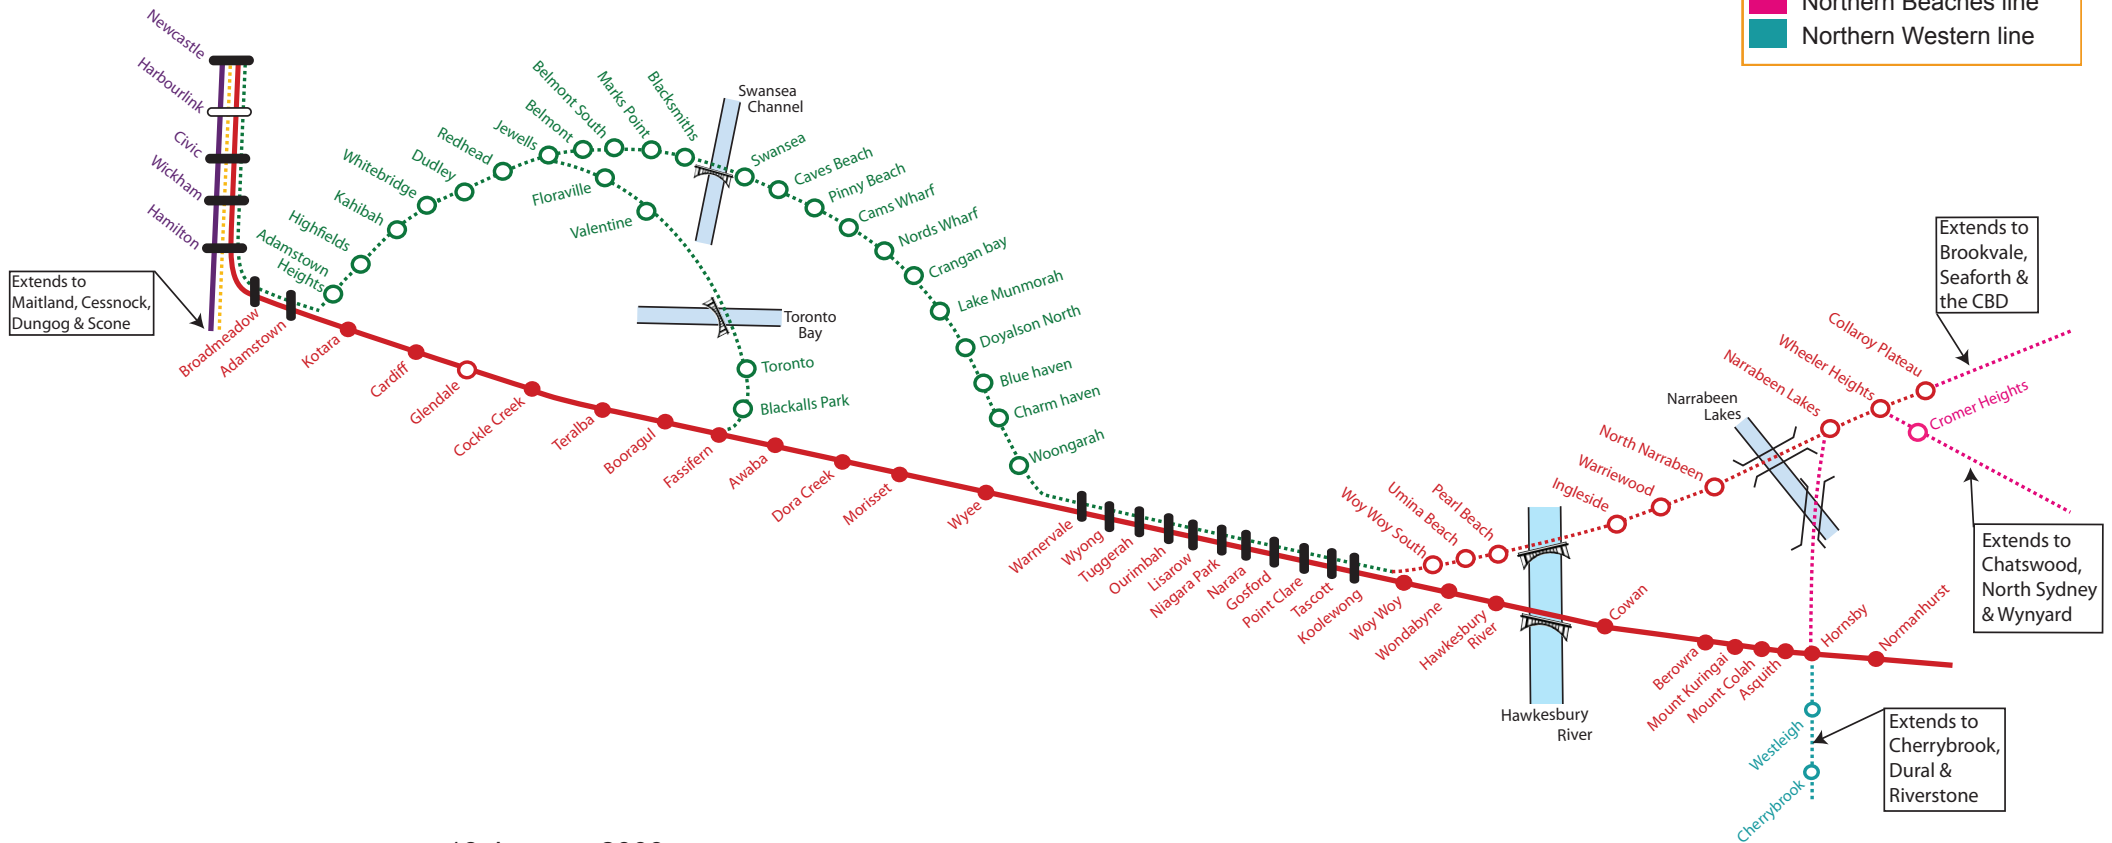 Northern Beaches line
Northern Western line
Newcastle
Harbourlink
Civic
Wickham
Hamilton
Extends to
Maitland, Cessnock,
Dungog & Scone
Broadmeadow
Adamstown
Adamstown
Heights
Highfields
Kahibah
Whitebridge
Dudley
Redhead
Jewells
Belmont
Belmont South
Marks Point
Blacksmiths
Swansea
Channel
Swansea
Caves Beach
Pinny Beach
Cams Wharf
Nords Wharf
Crangan bay
Lake Munmorah
Doyalson North
Blue haven
Charm haven
Woongarah
Floraville
Valentine
Toronto
Bay
Toronto
Blackalls Park
Kotara
Cardiff
Glendale
Cockle Creek
Teralba
Booragul
Fassifern
Awaba
Dora Creek
Morisset
Wyee
Warnervale
Wyong
Tuggerah
Ourimbah
Lisarow
Niagara Park
Narara
Gosford
Point Clare
Tascott
Koolewong
Woy Woy
Wondabyne
Hawkesbury
River
Woy Woy South
Umina Beach
Pearl Beach
Hawkesbury
River
Ingleside
Warriewood
North Narrabeen
Narrabeen
Lakes
Narrabeen Lakes
Wheeler Heights
Collaroy Plateau
Extends to
Brookvale,
Seaforth &
the CBD
Cromer Heights
Extends to
Chatswood,
North Sydney
& Wynyard
Cowan
Berowra
Mount Kuringai
Mount Colah
Asquith
Hornsby
Normanhurst
Westleigh
Cherrybrook
Extends to
Cherrybrook,
Dural &
Riverstone